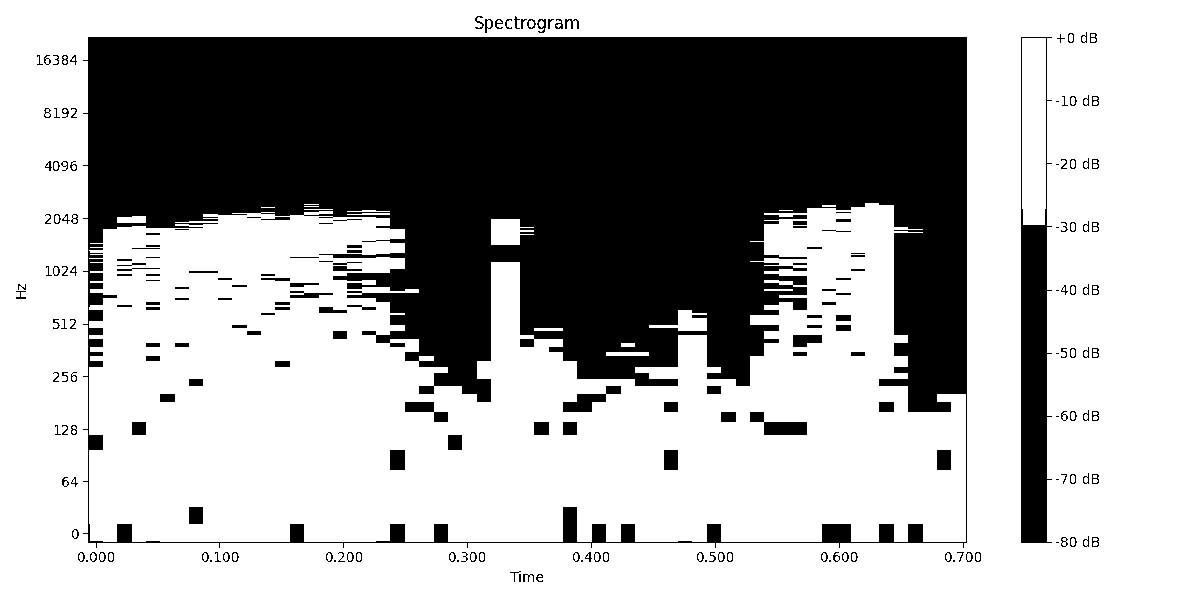 Spectrogram
16384
8192
4096
2048
1024
512
256
128
64
0
Hz
0.000 0.100 0.200 0.300 0.400 0.500 0.600 0.700
Time
+0 dB
-10 dB
-20 dB
-30 dB
-40 dB
-50 dB
-60 dB
-70 dB
-80 dB